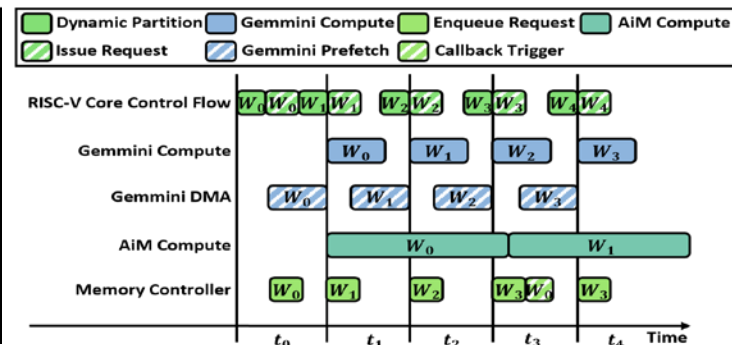 Dynamic Partition Gemmini Compute Enqueue Request AiM Compute
Issue Request Gemmini Prefetch Callback Trigger
RISC-V Core Control Flow W0 W0 W1 W1 W2 W2 W3 W3 W4 W4
Gemmini Compute W0 W1 W2 W3
Gemmini DMA W0 W1 W2 W3
AiM Compute W0 W1
Memory Controller W0 W1 W2 W3 W0 W3
t0 t1 t2 t3 t4 Time